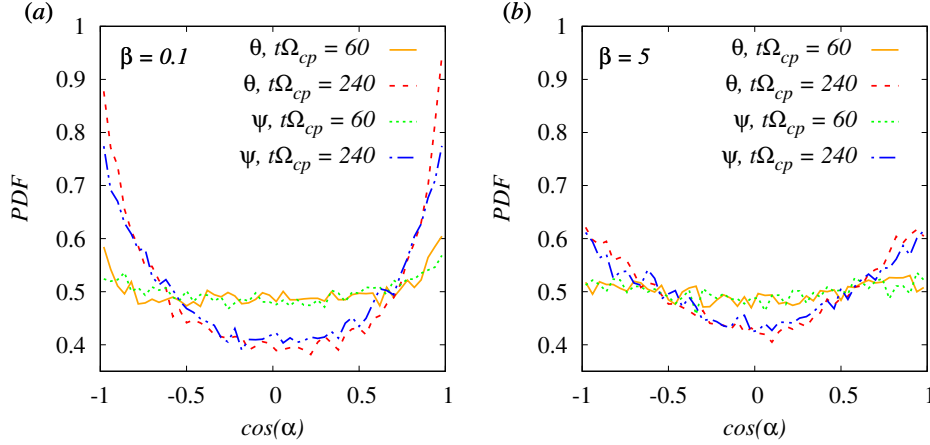 (a)
β = 0.1
θ, tΩcp = 60
θ, tΩcp = 240
ψ, tΩcp = 60
ψ, tΩcp = 240
PDF
1
0.9
0.8
0.7
0.6
0.5
0.4
-1
-0.5
0
0.5
1
cos(α)
(b)
β = 5
θ, tΩcp = 60
θ, tΩcp = 240
ψ, tΩcp = 60
ψ, tΩcp = 240
PDF
1
0.9
0.8
0.7
0.6
0.5
0.4
-1
-0.5
0
0.5
1
cos(α)